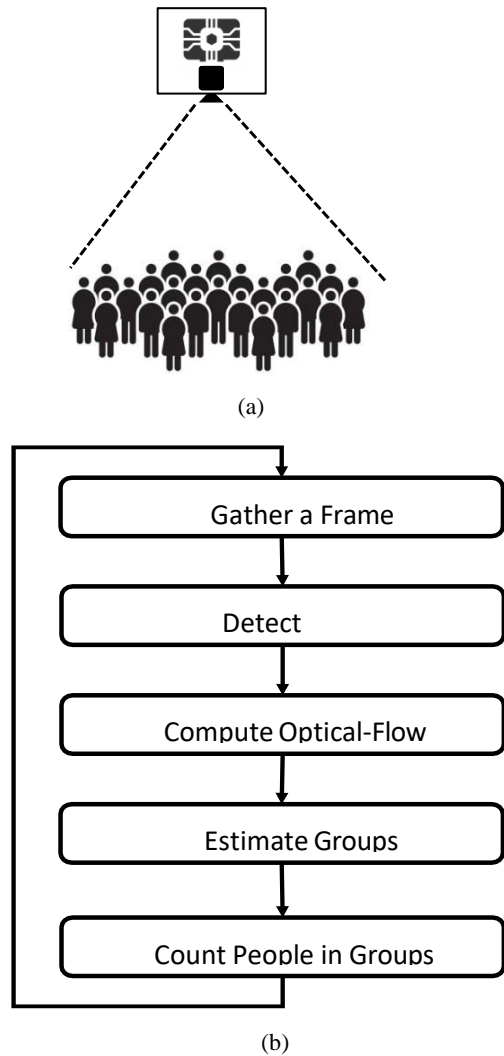 (a)
Gather a Frame
Detect
Compute Optical-Flow
Estimate Groups
Count People in Groups
(b)